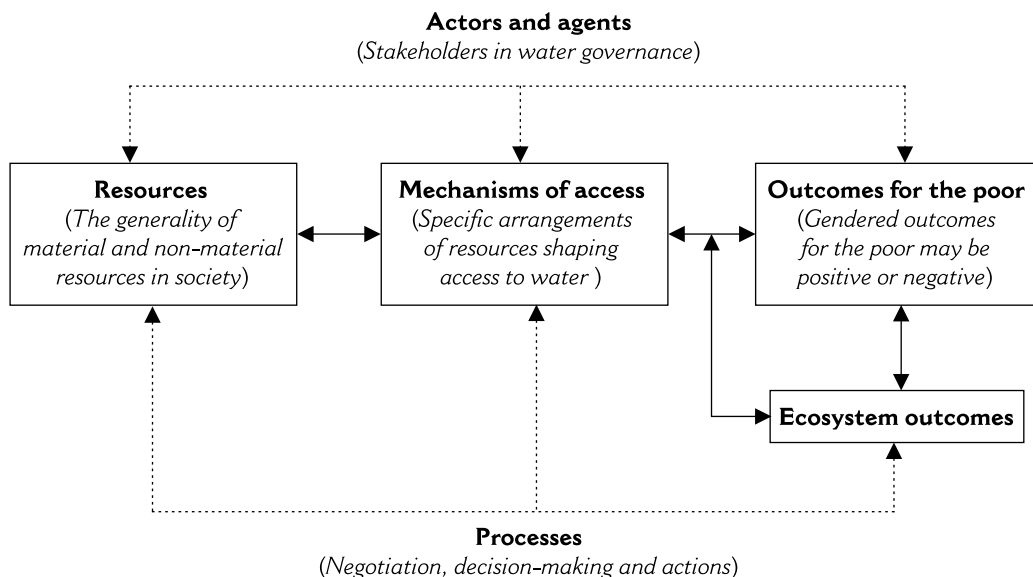 Actors and agents
(Stakeholders in water governance)
Resources
(The generality of
material and non-material
resources in society)
Mechanisms of access
(Specific arrangements
of resources shaping
access to water )
Outcomes for the poor
(Gendered outcomes
for the poor may be
positive or negative)
Ecosystem outcomes
Processes
(Negotiation, decision-making and actions)